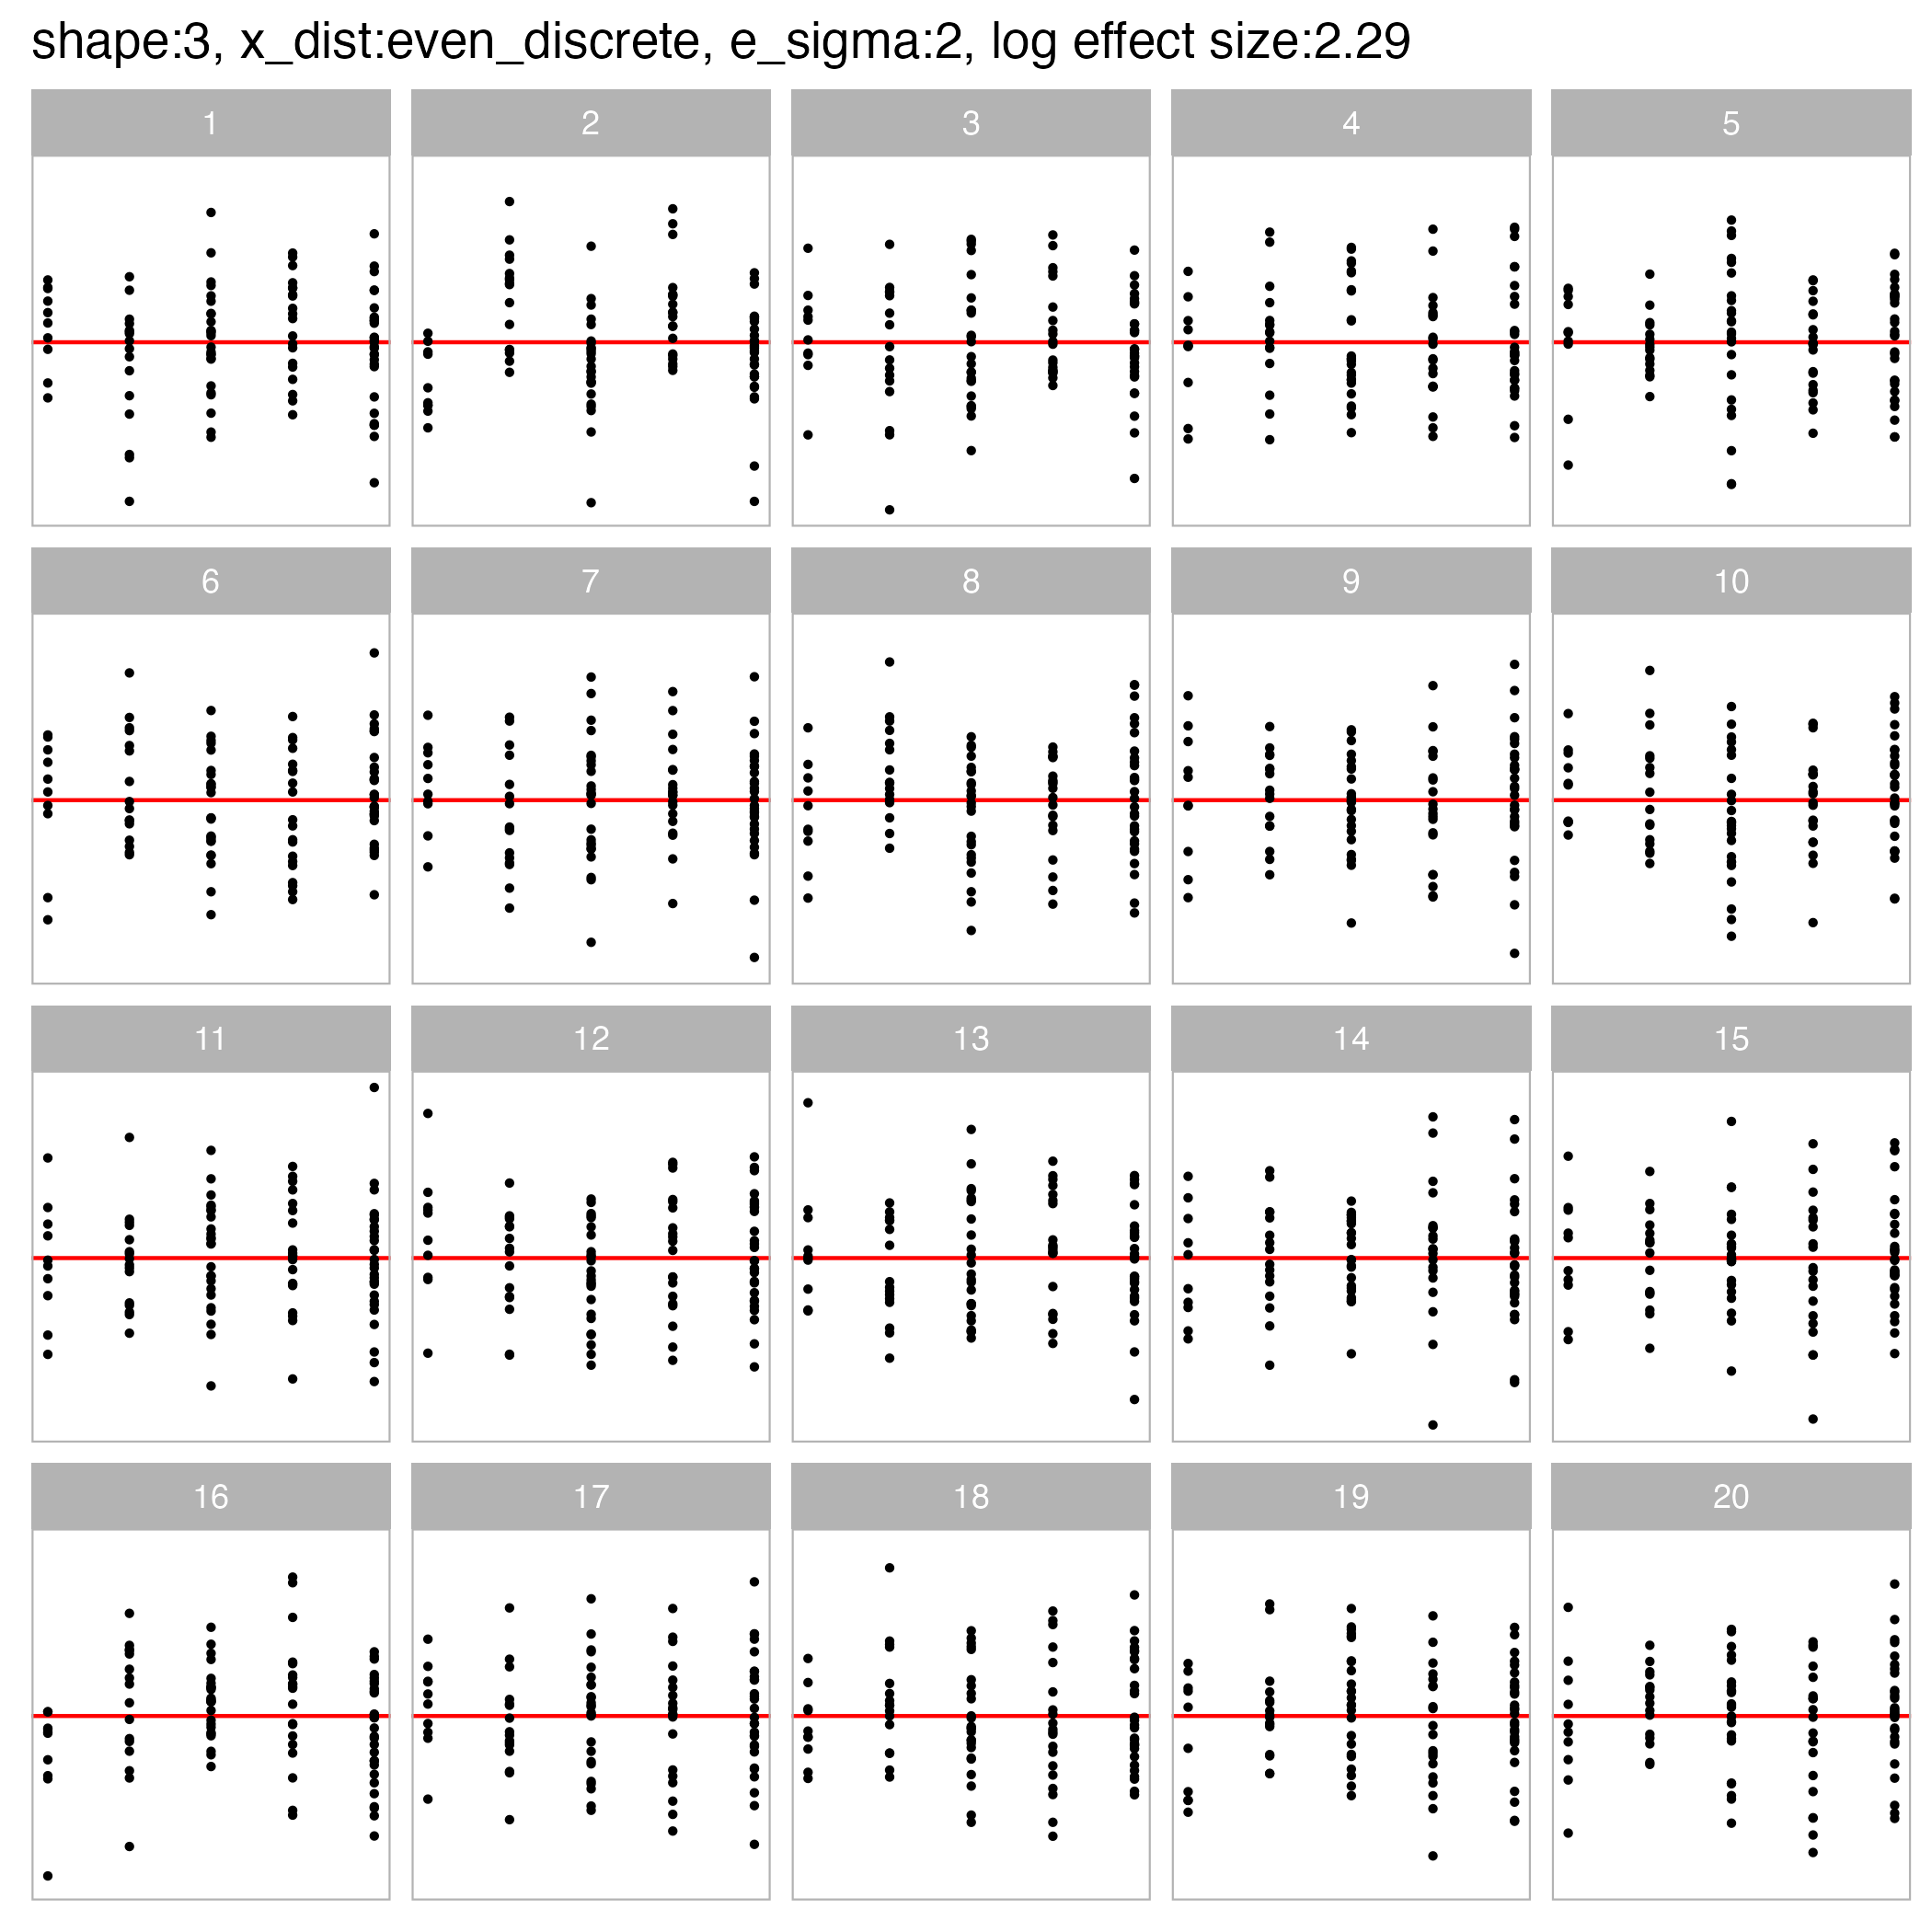 shape:3, x_dist:even_discrete, e_sigma:2, log effect size:2.29
1 2 3 4 5
6 7 8 9 10
11 12 13 14 15
16 17 18 19 20